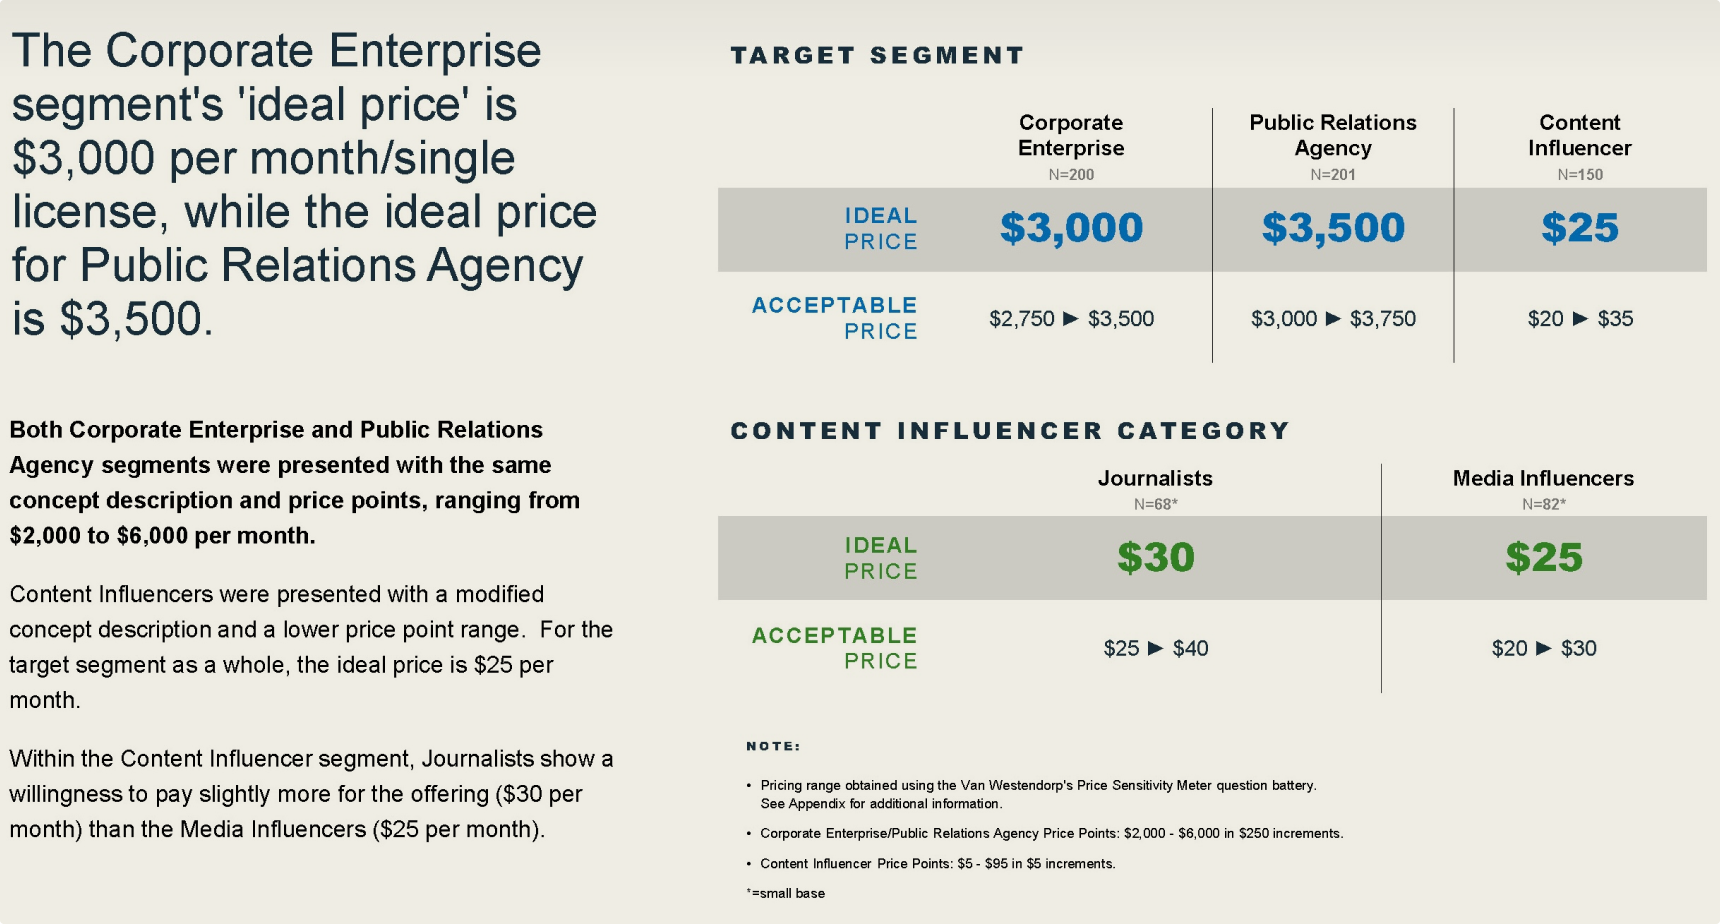 The Corporate Enterprise
segment's 'ideal price' is
$3,000 per month/single
license, while the ideal price
for Public Relations Agency
is $3,500.
Both Corporate Enterprise and Public Relations
Agency segments were presented with the same
concept description and price points, ranging from
$2,000 to $6,000 per month.
Content Influencers were presented with a modified
concept description and a lower price point range.  For the
target segment as a whole, the ideal price is $25 per
month.
Within the Content Influencer segment, Journalists show a
willingness to pay slightly more for the offering ($30 per
month) than the Media Influencers ($25 per month).
TARGET SEGMENT
Corporate
Enterprise
N=200
Public Relations
Agency
N=201
Content
Influencer
N=150
IDEAL
PRICE
$3,000
$3,500
$25
ACCEPTABLE
PRICE
$2,750 ► $3,500
$3,000 ► $3,750
$20 ► $35
CONTENT INFLUENCER CATEGORY
Journalists
N=68*
Media Influencers
N=82*
IDEAL
PRICE
$30
$25
ACCEPTABLE
PRICE
$25 ► $40
$20 ► $30
NOTE:
• Pricing range obtained using the Van Westendorp's Price Sensitivity Meter question battery.
See Appendix for additional information.
• Corporate Enterprise/Public Relations Agency Price Points: $2,000 - $6,000 in $250 increments.
• Content Influencer Price Points: $5 - $95 in $5 increments.
*=small base